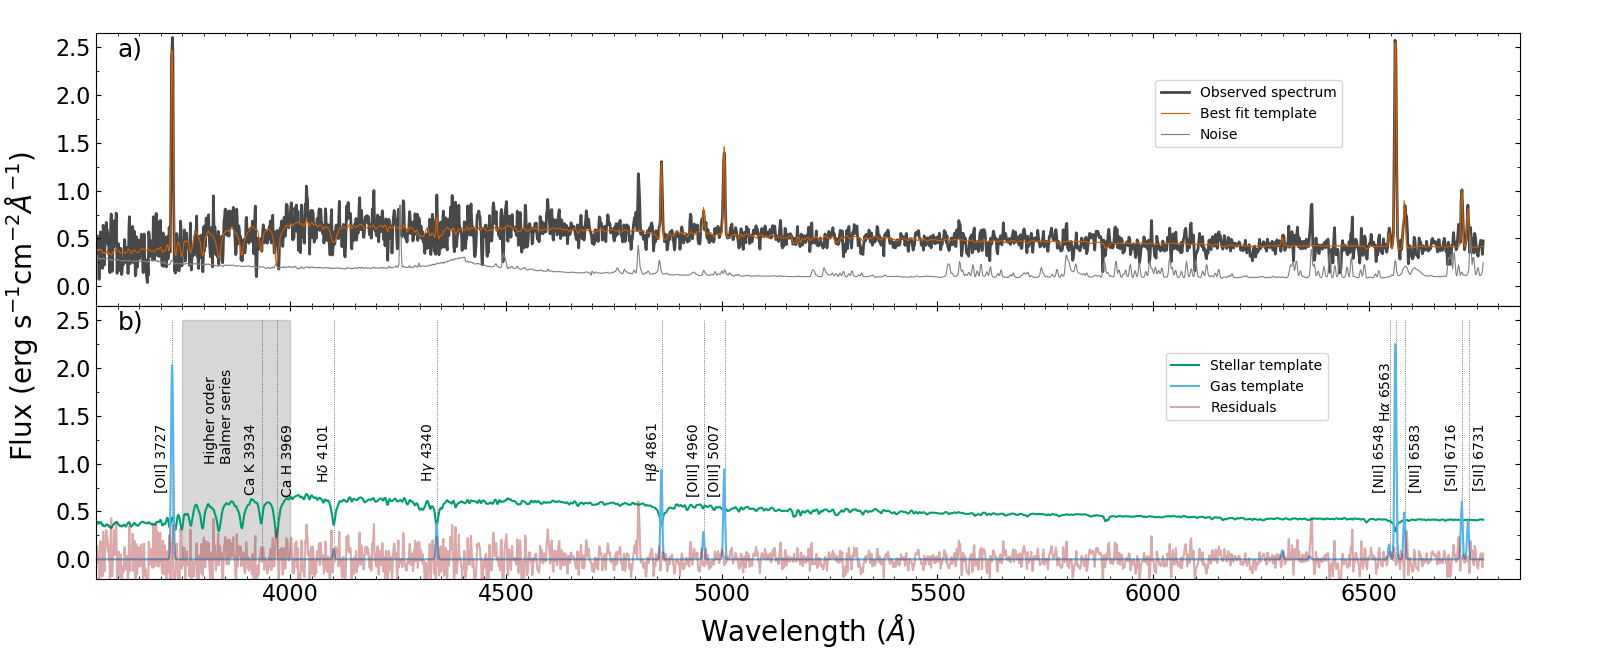 a)
2.5
2.0
1.5
1.0
0.5
0.0
Observed spectrum
Best fit template
Noise
b)
2.5
2.0
1.5
1.0
0.5
0.0
Stellar template
Gas template
Residuals
[OII] 3727
Higher order
Balmer series
Ca K 3934
Ca H 3969
Hδ 4101
Hγ 4340
Hβ 4861
[OIII] 4960
[OIII] 5007
[NII] 6548
Hα 6563
[NII] 6583
[SII] 6716
[SII] 6731
4000
4500
5000
5500
6000
6500
Wavelength (Å)
Flux (erg s⁻¹cm⁻²Å⁻¹)